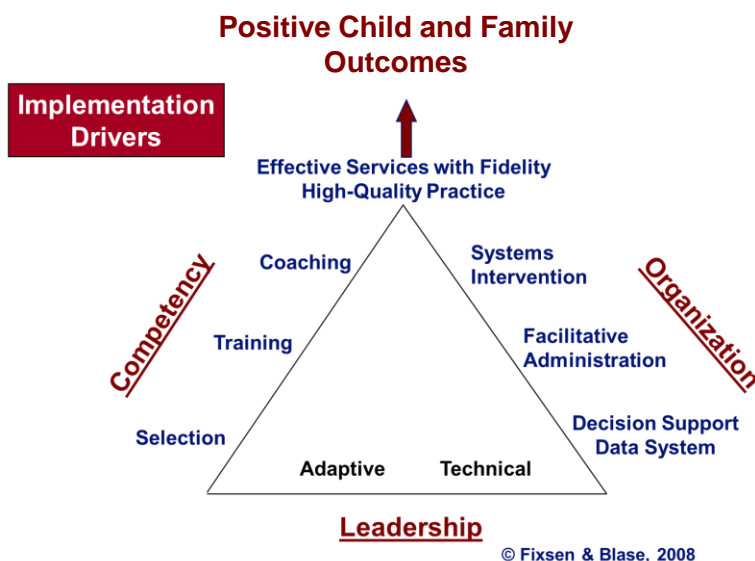 Positive Child and Family
Outcomes
Implementation
Drivers
Effective Services with Fidelity
High-Quality Practice
Coaching
Systems
Intervention
Competency
Organization
Training
Facilitative
Administration
Selection
Decision Support
Data System
Adaptive
Technical
Leadership
© Fixsen & Blase, 2008